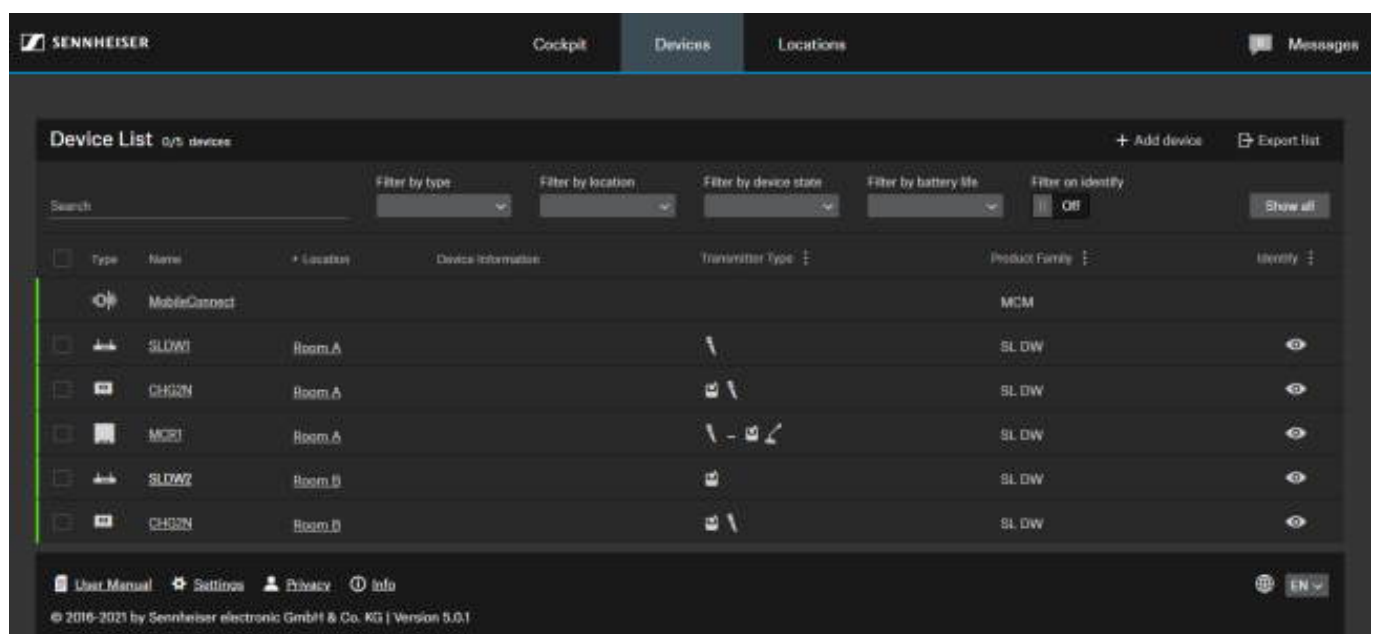 SENNHEISER Cockpit Devices Locations Messages
Device List 0/5 devices + Add device Export list
Filter by type Filter by location Filter by device state Filter by battery life Filter on identify
Search Off Show all
Type Name Location Device Information Transmitter Type Product Family Identify
MobileConnect MCM
SLDW1 Room A SL DW
CHG2N Room A SL DW
MCR1 Room A SL DW
SLDW2 Room B SL DW
CHG2N Room B SL DW
User Manual Settings Privacy Info EN
© 2016-2021 by Sennheiser electronic GmbH & Co. KG | Version 5.0.1